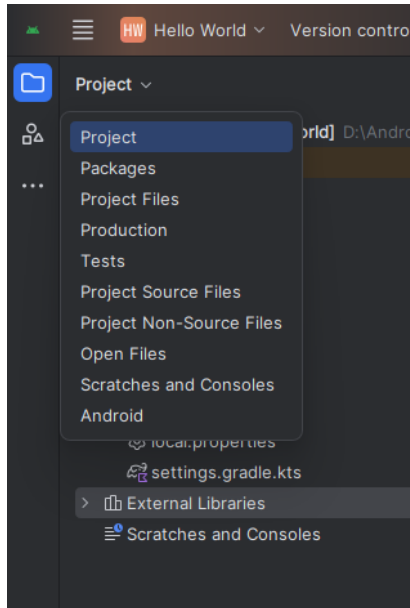 HW Hello World Version contro
Project
orld] D:\Andro
Project
Packages
Project Files
Production
Tests
Project Source Files
Project Non-Source Files
Open Files
Scratches and Consoles
Android
local.properties
settings.gradle.kts
External Libraries
Scratches and Consoles